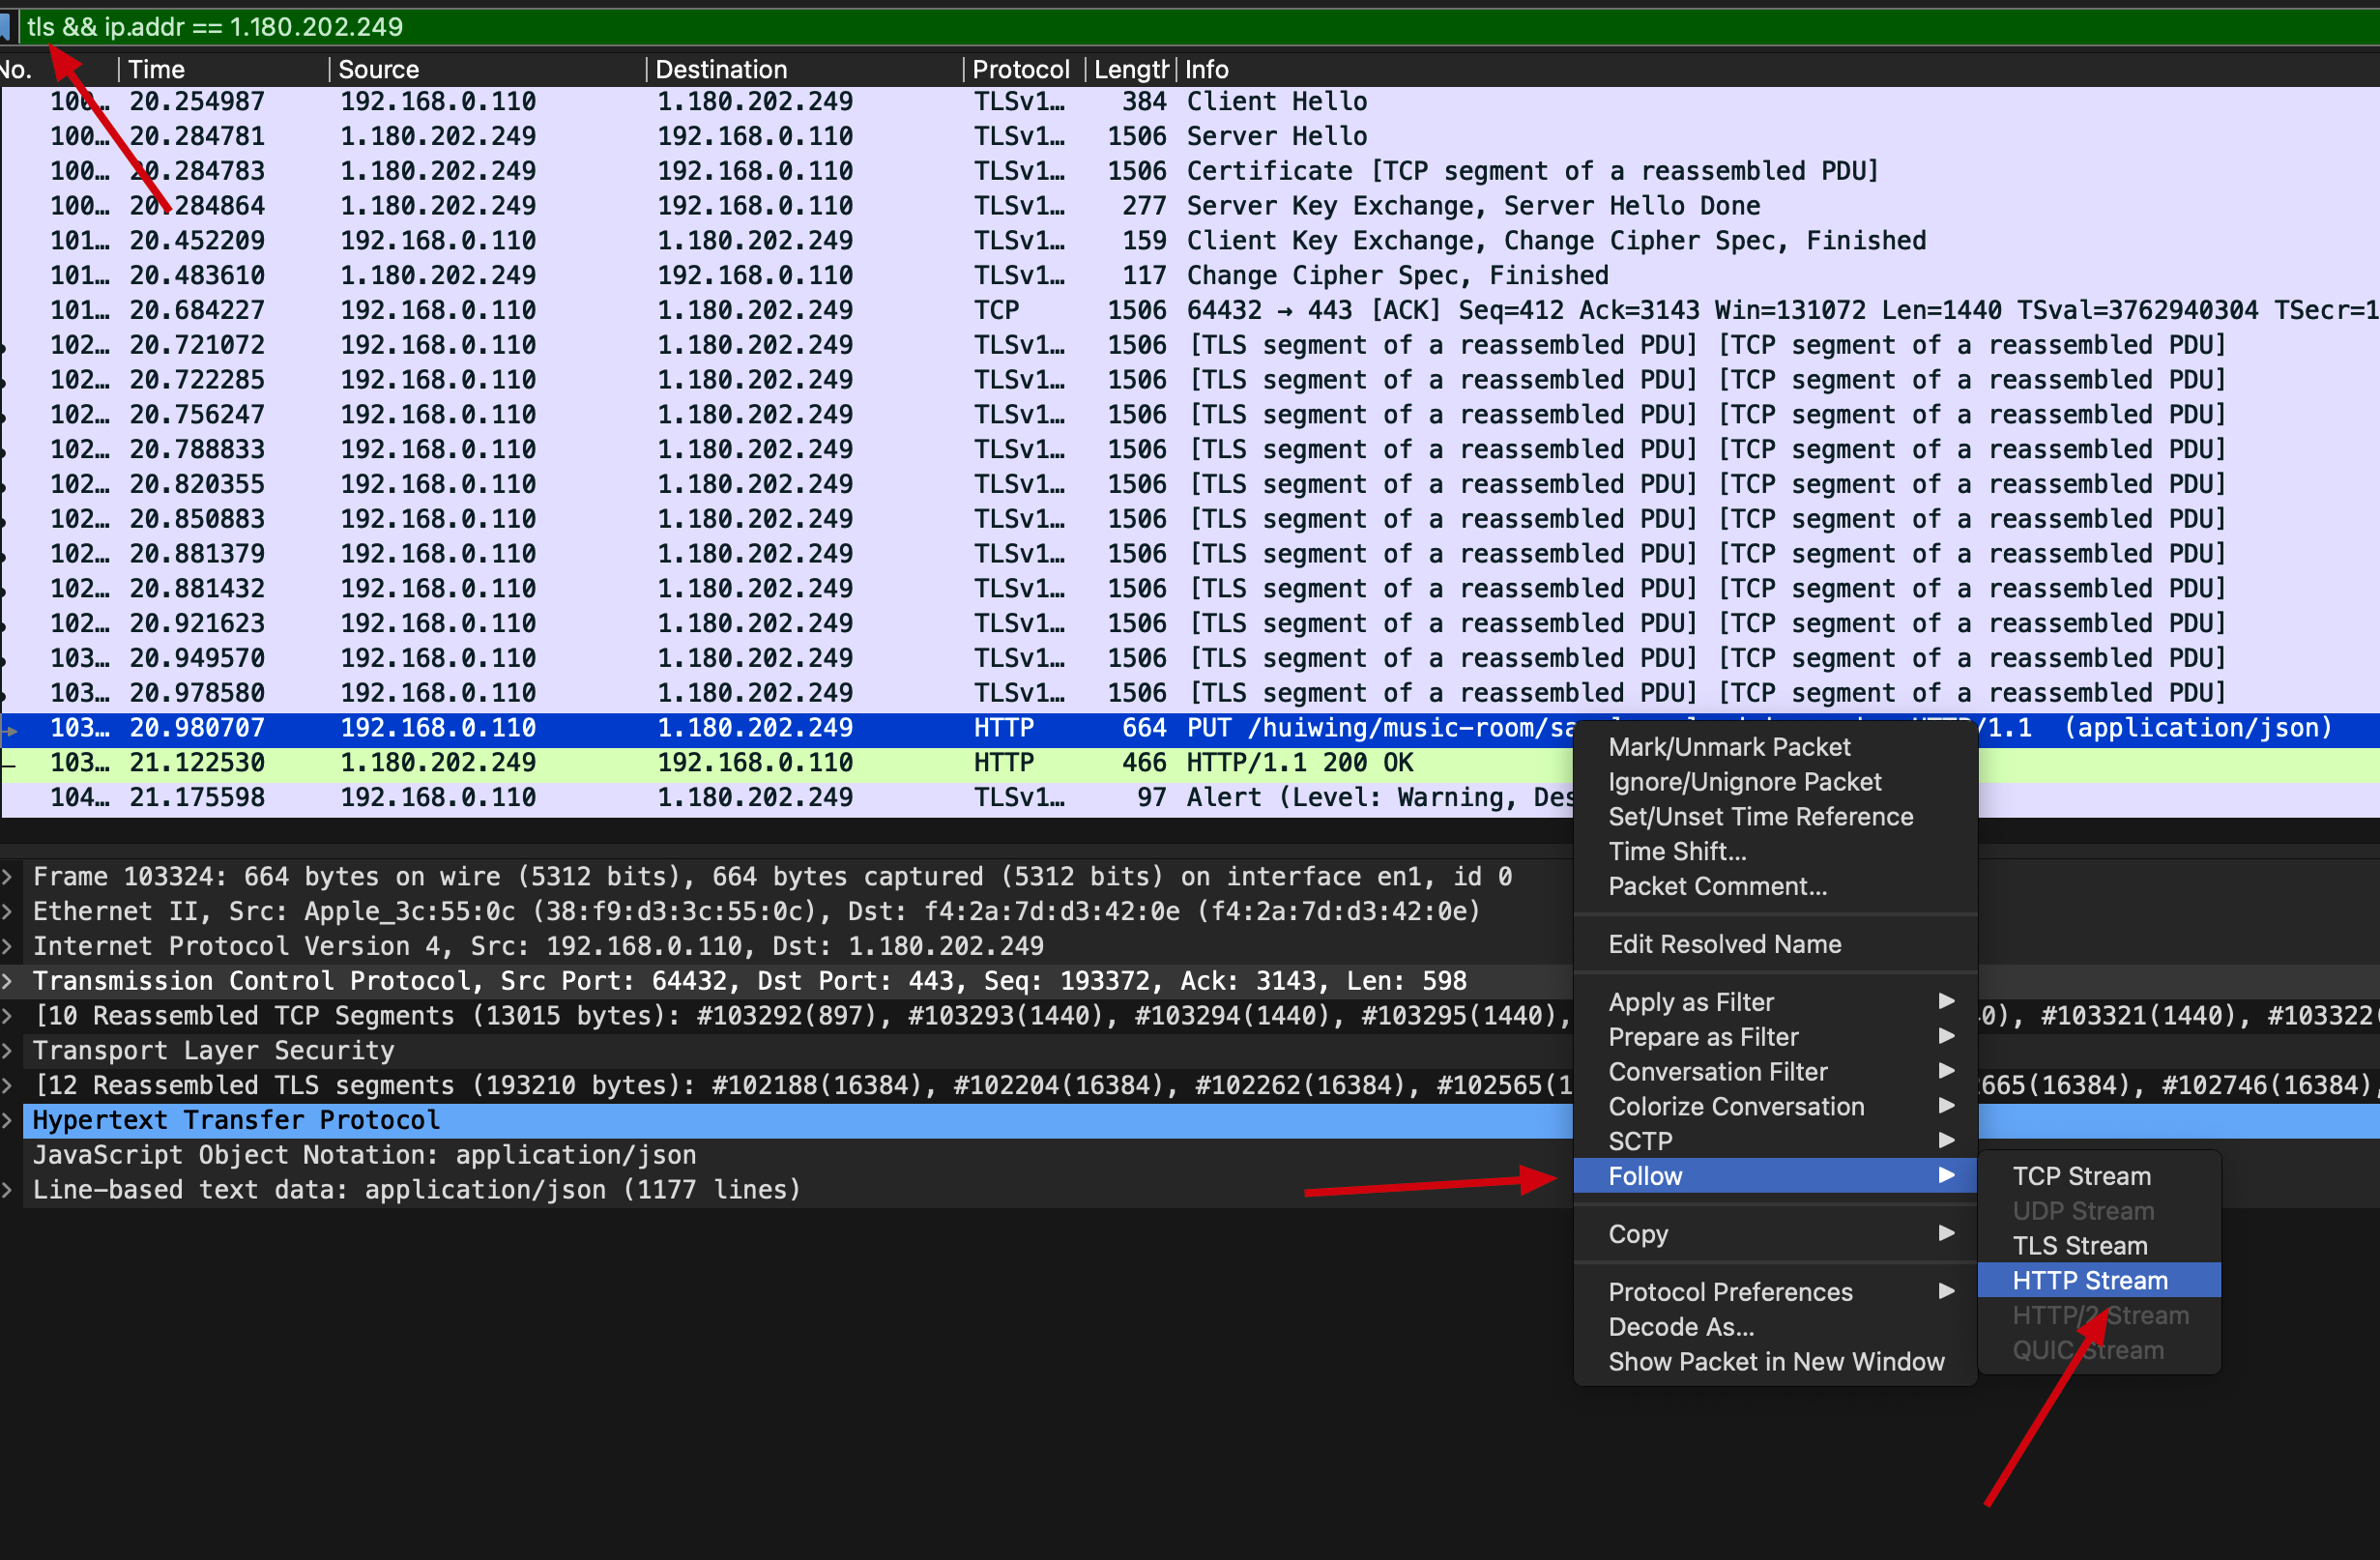 tls && ip.addr == 1.180.202.249
No. Time Source Destination Protocol Length Info
100… 20.254987 192.168.0.110 1.180.202.249 TLSv1… 384 Client Hello
100… 20.284781 1.180.202.249 192.168.0.110 TLSv1… 1506 Server Hello
100… 20.284783 1.180.202.249 192.168.0.110 TLSv1… 1506 Certificate [TCP segment of a reassembled PDU]
100… 20.284864 1.180.202.249 192.168.0.110 TLSv1… 277 Server Key Exchange, Server Hello Done
101… 20.452209 192.168.0.110 1.180.202.249 TLSv1… 159 Client Key Exchange, Change Cipher Spec, Finished
101… 20.483610 1.180.202.249 192.168.0.110 TLSv1… 117 Change Cipher Spec, Finished
101… 20.684227 192.168.0.110 1.180.202.249 TCP 1506 64432 → 443 [ACK] Seq=412 Ack=3143 Win=131072 Len=1440 TSval=3762940304 TSecr=1
102… 20.721072 192.168.0.110 1.180.202.249 TLSv1… 1506 [TLS segment of a reassembled PDU] [TCP segment of a reassembled PDU]
102… 20.722285 192.168.0.110 1.180.202.249 TLSv1… 1506 [TLS segment of a reassembled PDU] [TCP segment of a reassembled PDU]
102… 20.756247 192.168.0.110 1.180.202.249 TLSv1… 1506 [TLS segment of a reassembled PDU] [TCP segment of a reassembled PDU]
102… 20.788833 192.168.0.110 1.180.202.249 TLSv1… 1506 [TLS segment of a reassembled PDU] [TCP segment of a reassembled PDU]
102… 20.820355 192.168.0.110 1.180.202.249 TLSv1… 1506 [TLS segment of a reassembled PDU] [TCP segment of a reassembled PDU]
102… 20.850883 192.168.0.110 1.180.202.249 TLSv1… 1506 [TLS segment of a reassembled PDU] [TCP segment of a reassembled PDU]
102… 20.881379 192.168.0.110 1.180.202.249 TLSv1… 1506 [TLS segment of a reassembled PDU] [TCP segment of a reassembled PDU]
102… 20.881432 192.168.0.110 1.180.202.249 TLSv1… 1506 [TLS segment of a reassembled PDU] [TCP segment of a reassembled PDU]
102… 20.921623 192.168.0.110 1.180.202.249 TLSv1… 1506 [TLS segment of a reassembled PDU] [TCP segment of a reassembled PDU]
103… 20.949570 192.168.0.110 1.180.202.249 TLSv1… 1506 [TLS segment of a reassembled PDU] [TCP segment of a reassembled PDU]
103… 20.978580 192.168.0.110 1.180.202.249 TLSv1… 1506 [TLS segment of a reassembled PDU] [TCP segment of a reassembled PDU]
103… 20.980707 192.168.0.110 1.180.202.249 HTTP 664 PUT /huiwing/music-room/sa /1.1 (application/json)
103… 21.122530 1.180.202.249 192.168.0.110 HTTP 466 HTTP/1.1 200 OK
104… 21.175598 192.168.0.110 1.180.202.249 TLSv1… 97 Alert (Level: Warning, Des
Frame 103324: 664 bytes on wire (5312 bits), 664 bytes captured (5312 bits) on interface en1, id 0
Ethernet II, Src: Apple_3c:55:0c (38:f9:d3:3c:55:0c), Dst: f4:2a:7d:d3:42:0e (f4:2a:7d:d3:42:0e)
Internet Protocol Version 4, Src: 192.168.0.110, Dst: 1.180.202.249
Transmission Control Protocol, Src Port: 64432, Dst Port: 443, Seq: 193372, Ack: 3143, Len: 598
[10 Reassembled TCP Segments (13015 bytes): #103292(897), #103293(1440), #103294(1440), #103295(1440), 0), #103321(1440), #103322(
Transport Layer Security
[12 Reassembled TLS segments (193210 bytes): #102188(16384), #102204(16384), #102262(16384), #102565(1 665(16384), #102746(16384),
Hypertext Transfer Protocol
JavaScript Object Notation: application/json
Line-based text data: application/json (1177 lines)
Mark/Unmark Packet
Ignore/Unignore Packet
Set/Unset Time Reference
Time Shift...
Packet Comment...
Edit Resolved Name
Apply as Filter
Prepare as Filter
Conversation Filter
Colorize Conversation
SCTP
Follow
Copy
Protocol Preferences
Decode As...
Show Packet in New Window
TCP Stream
UDP Stream
TLS Stream
HTTP Stream
HTTP/2 Stream
QUIC Stream